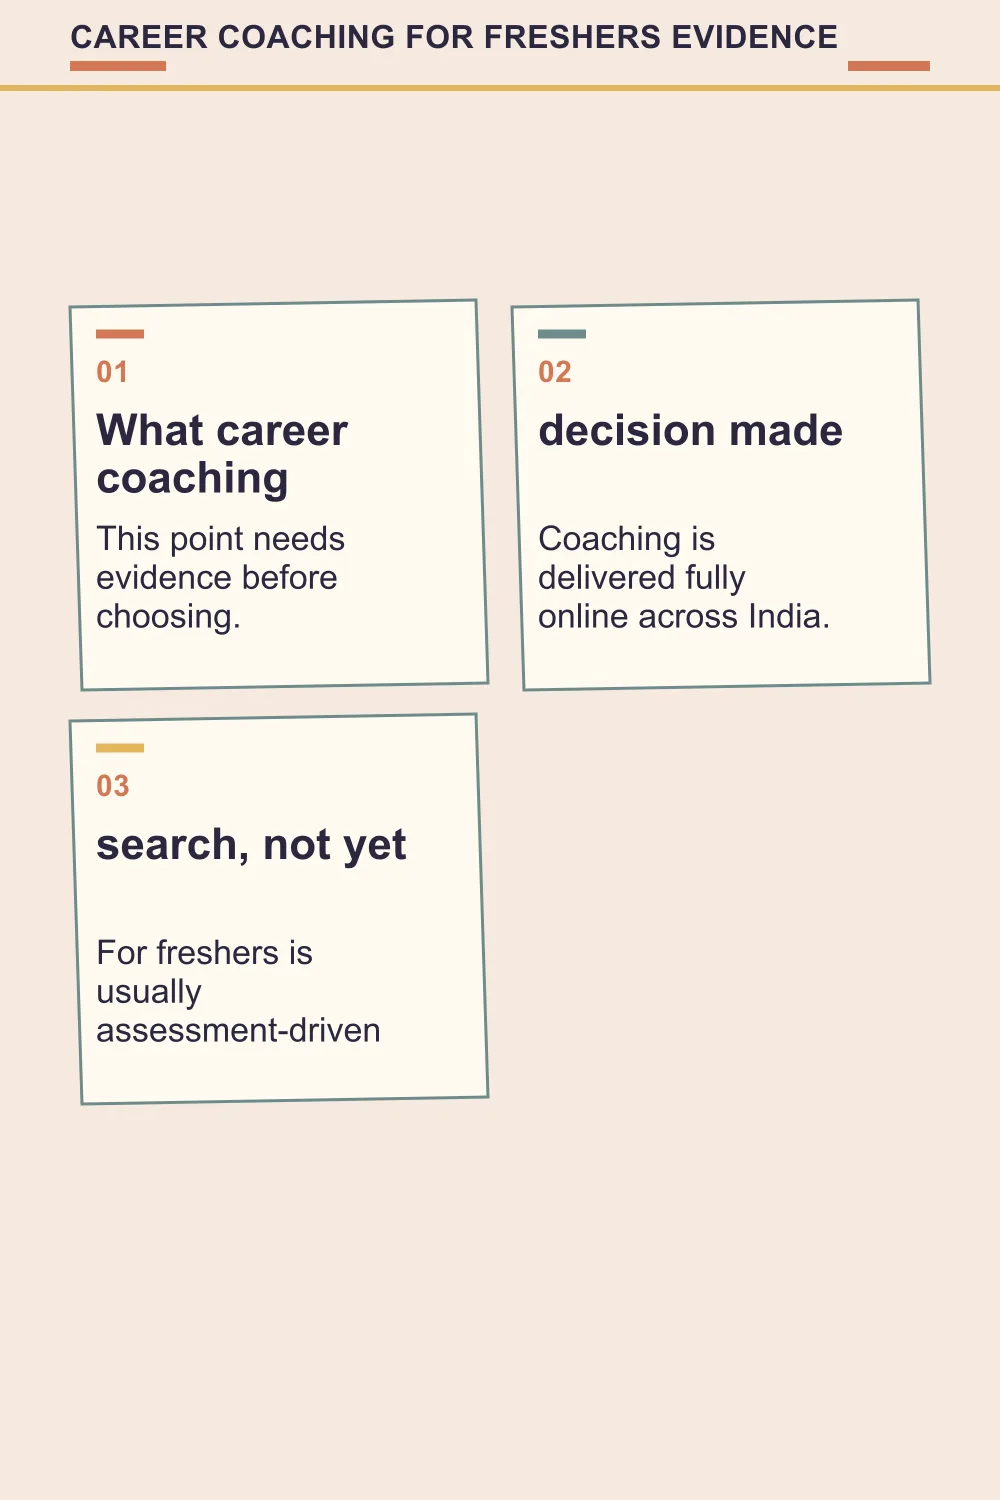 CAREER COACHING FOR FRESHERS EVIDENCE
01
What career
coaching
This point needs
evidence before
choosing.
02
decision made
Coaching is
delivered fully
online across India.
03
search, not yet
For freshers is
usually
assessment-driven